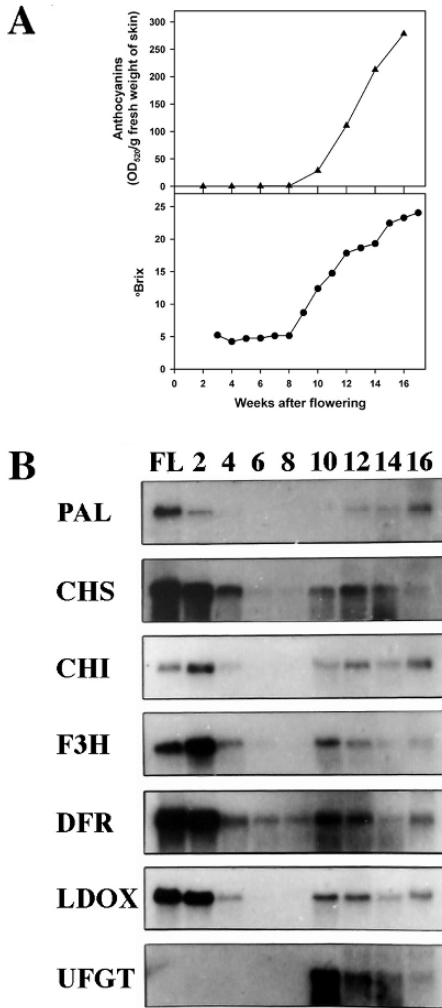 A
Anthocyanins
(OD520/g fresh weight of skin)
300
250
200
150
100
50
0
°Brix
25
20
15
10
5
0
0 2 4 6 8 10 12 14 16
Weeks after flowering
B
FL 2 4 6 8 10 12 14 16
PAL
CHS
CHI
F3H
DFR
LDOX
UFGT